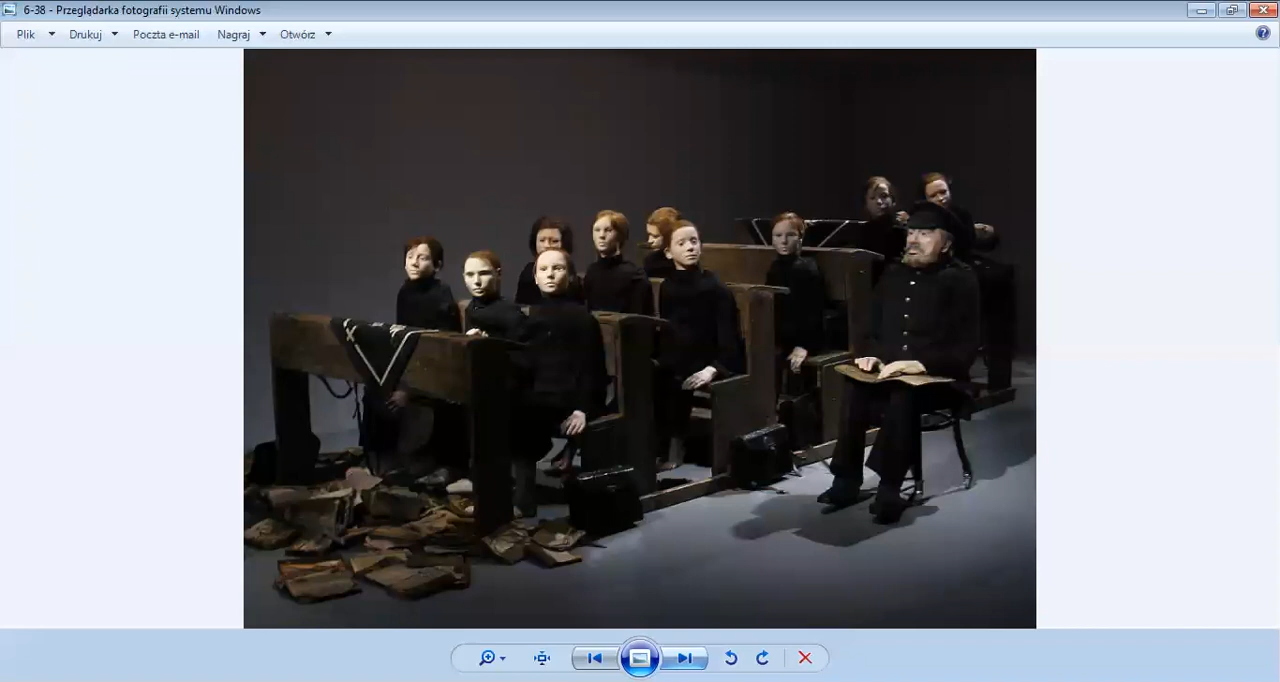 6-38 - Przeglądarka fotografii systemu Windows
Plik Drukuj Poczta e-mail Nagraj Otwórz